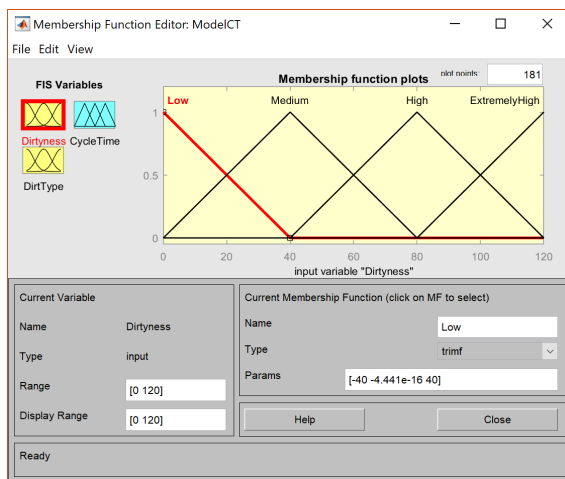 Membership Function Editor: ModelCT
File Edit View
FIS Variables
Dirtyness CycleTime
DirtType
Membership function plots
plot points:
181
Low Medium High ExtremelyHigh
1
0.5
0
0 20 40 60 80 100 120
input variable "Dirtyness"
Current Variable
Name Dirtyness
Type input
Range [0 120]
Display Range [0 120]
Current Membership Function (click on MF to select)
Name Low
Type trimf
Params [-40 -4.441e-16 40]
Help Close
Ready